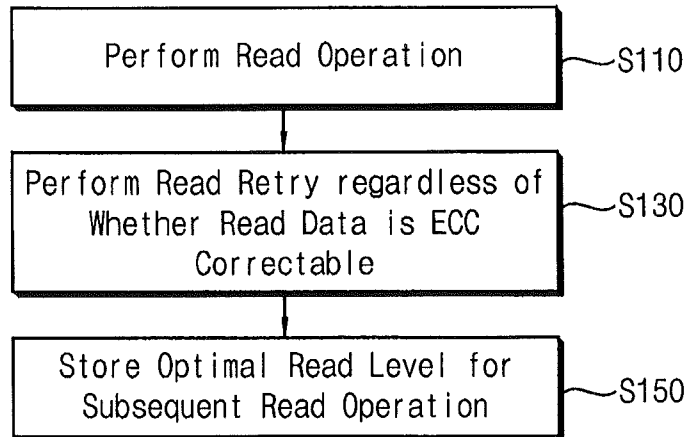 Perform Read Operation
S110
Perform Read Retry regardless of
Whether Read Data is ECC
Correctable
S130
Store Optimal Read Level for
Subsequent Read Operation
S150